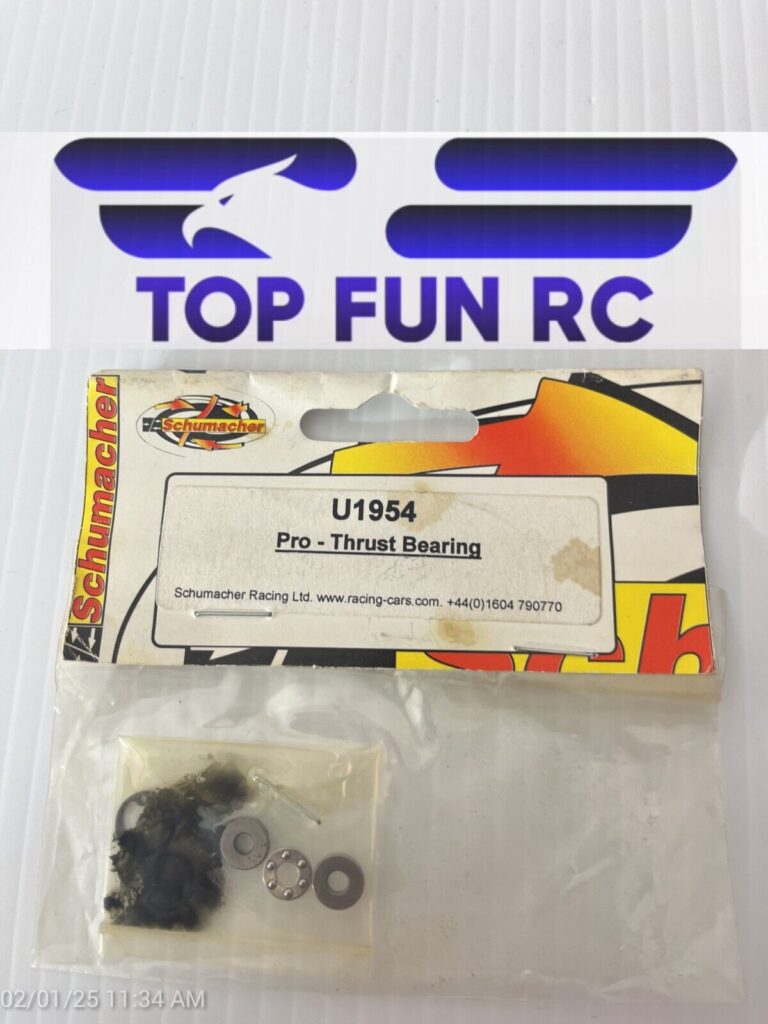 TOP FUN RC
Schumacher
Schumacher
U1954
Pro - Thrust Bearing
Schumacher Racing Ltd. www.racing-cars.com. +44(0)1604 790770
Sch
02/01/25 11:34 AM